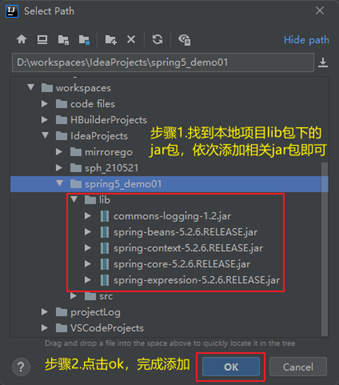 Select Path
Hide path
D:\workspaces\IdeaProjects\spring5_demo01
workspaces
code files
HBuilderProjects
IdeaProjects
步骤1.找到本地项目lib包下的
jar包，依次添加相关jar包即可
mirrorego
sph_210521
spring5_demo01
lib
commons-logging-1.2.jar
spring-beans-5.2.6.RELEASE.jar
spring-context-5.2.6.RELEASE.jar
spring-core-5.2.6.RELEASE.jar
spring-expression-5.2.6.RELEASE.jar
src
projectLog
VSCodeProjects
Drag and drop a file into the space above to quickly locate it in the tree
步骤2.点击ok，完成添加
?
OK
Cancel